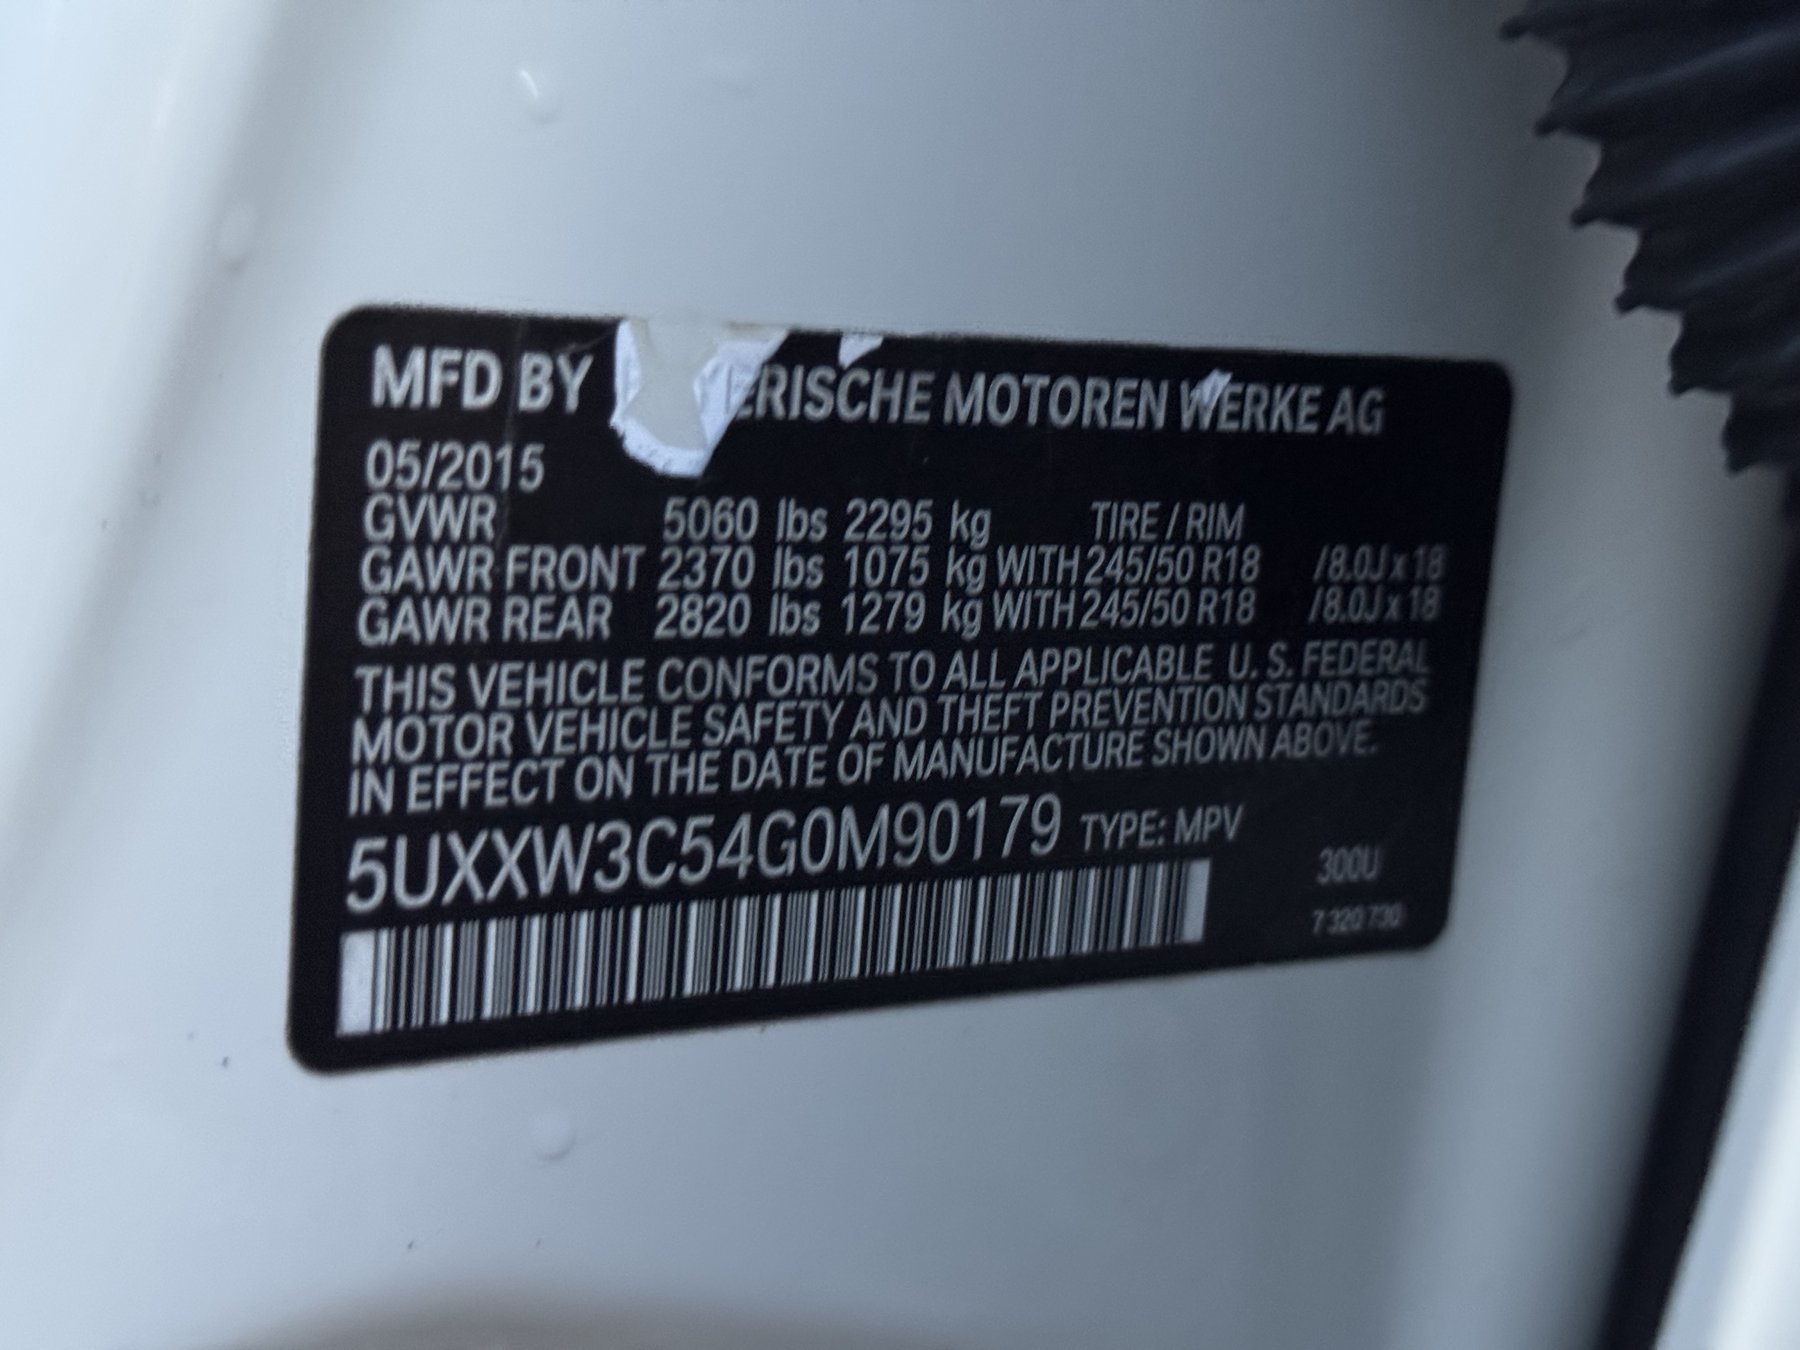 MFD BY ERISCHE MOTOREN WERKE AG
05/2015
GVWR 5060 lbs 2295 kg TIRE / RIM
GAWR FRONT 2370 lbs 1075 kg WITH 245/50 R18 /8.0J x 18
GAWR REAR 2820 lbs 1279 kg WITH 245/50 R18 /8.0J x 18
THIS VEHICLE CONFORMS TO ALL APPLICABLE U. S. FEDERAL
MOTOR VEHICLE SAFETY AND THEFT PREVENTION STANDARDS
IN EFFECT ON THE DATE OF MANUFACTURE SHOWN ABOVE.
5UXXW3C54G0M90179 TYPE: MPV
300U
7 320 730